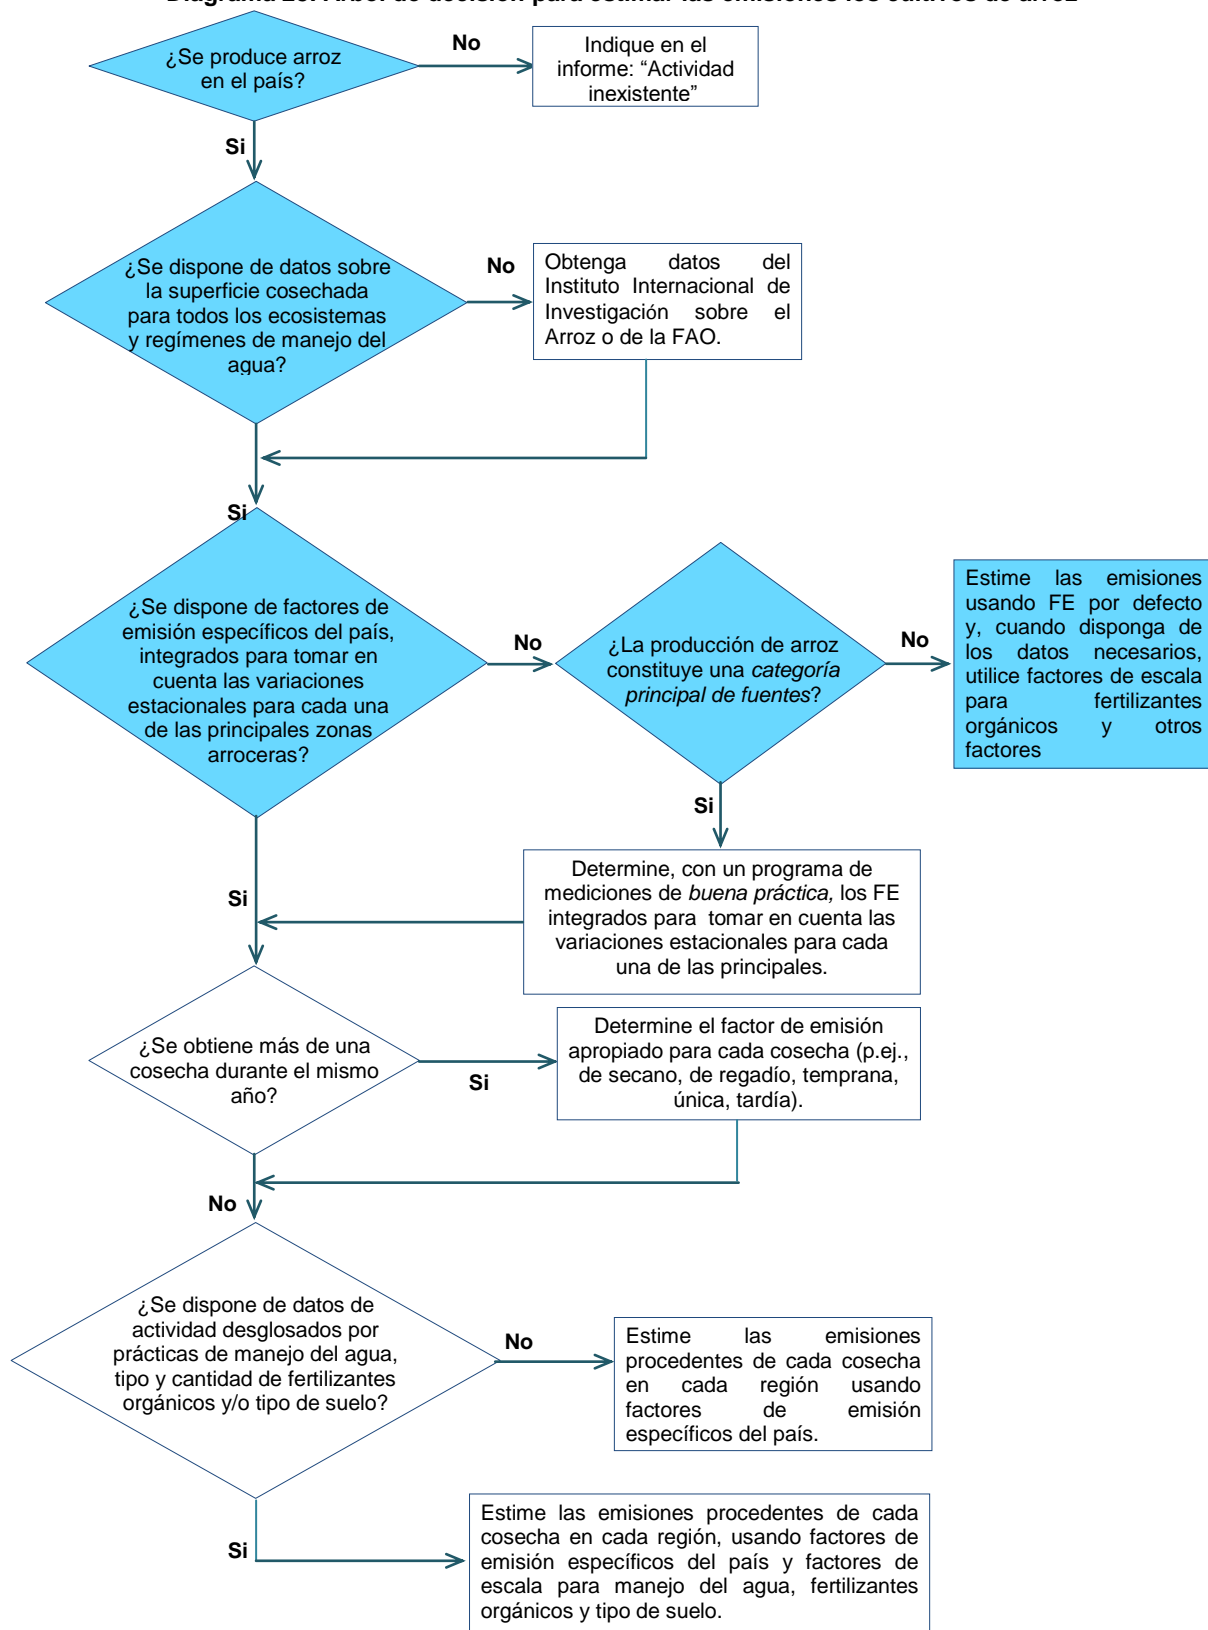 ¿Se produce arroz
en el país?
No
Indique en el
informe: “Actividad
inexistente”
Si
¿Se dispone de datos sobre
la superficie cosechada
para todos los ecosistemas
y regímenes de manejo del
agua?
No
Obtenga datos del
Instituto Internacional de
Investigación sobre el
Arroz o de la FAO.
Si
¿Se dispone de factores de
emisión específicos del país,
integrados para tomar en
cuenta las variaciones
estacionales para cada una
de las principales zonas
arroceras?
No
¿La producción de arroz
constituye una categoría
principal de fuentes?
No
Estime las emisiones
usando FE por defecto
y, cuando disponga de
los datos necesarios,
utilice factores de escala
para fertilizantes
orgánicos y otros
factores
Si
Determine, con un programa de
mediciones de buena práctica, los FE
integrados para tomar en cuenta las
variaciones estacionales para cada
una de las principales.
Si
¿Se obtiene más de una
cosecha durante el mismo
año?
Si
Determine el factor de emisión
apropiado para cada cosecha (p.ej.,
de secano, de regadío, temprana,
única, tardía).
No
¿Se dispone de datos de
actividad desglosados por
prácticas de manejo del agua,
tipo y cantidad de fertilizantes
orgánicos y/o tipo de suelo?
No
Estime las emisiones
procedentes de cada cosecha
en cada región usando
factores de emisión
específicos del país.
Si
Estime las emisiones procedentes de cada
cosecha en cada región, usando factores de
emisión específicos del país y factores de
escala para manejo del agua, fertilizantes
orgánicos y tipo de suelo.